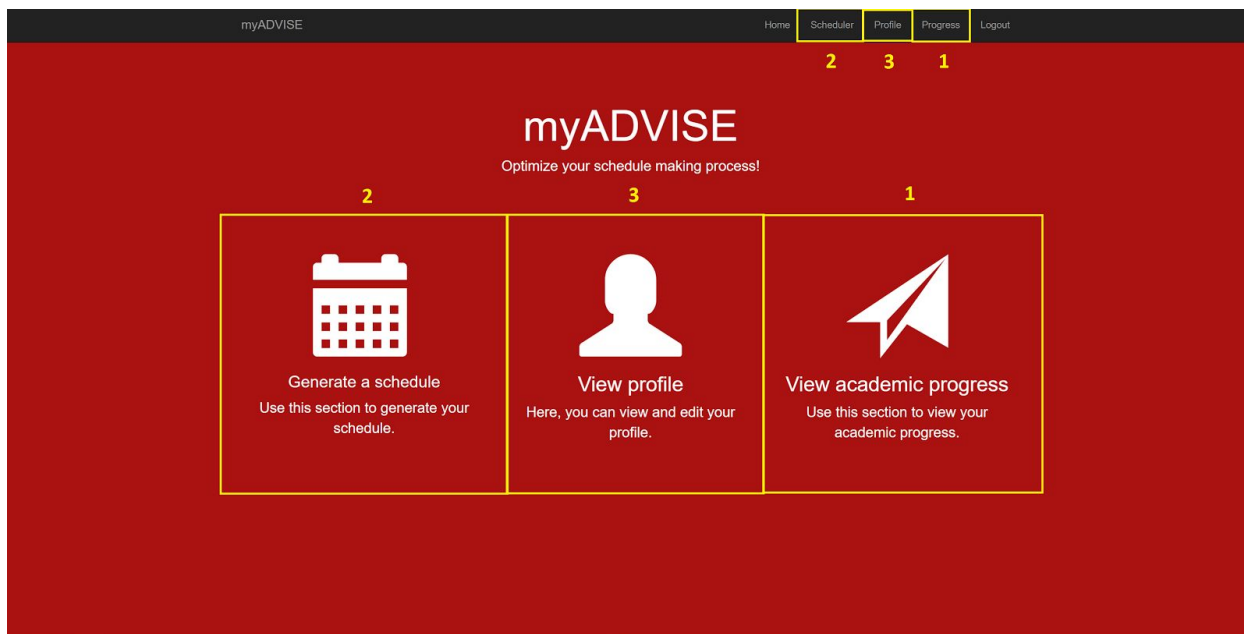 myADVISE
Home Scheduler Profile Progress Logout
2 3 1
myADVISE
Optimize your schedule making process!
2 3 1
Generate a schedule
Use this section to generate your
schedule.
View profile
Here, you can view and edit your
profile.
View academic progress
Use this section to view your
academic progress.